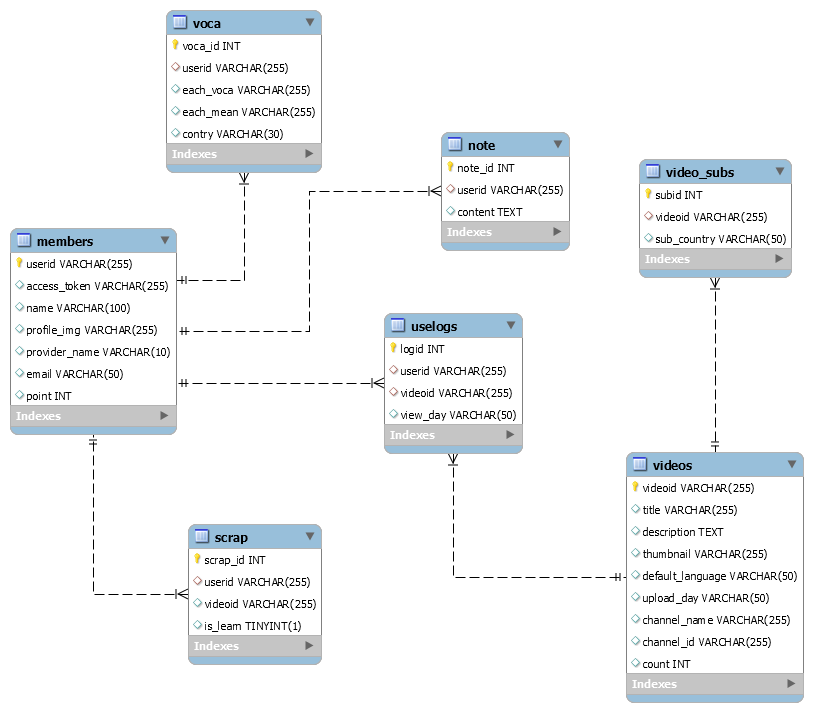 voca
voca_id INT
userid VARCHAR(255)
each_voca VARCHAR(255)
each_mean VARCHAR(255)
contry VARCHAR(30)
Indexes
note
note_id INT
userid VARCHAR(255)
content TEXT
Indexes
video_subs
subid INT
videoid VARCHAR(255)
sub_country VARCHAR(50)
Indexes
members
userid VARCHAR(255)
access_token VARCHAR(255)
name VARCHAR(100)
profile_img VARCHAR(255)
provider_name VARCHAR(10)
email VARCHAR(50)
point INT
Indexes
uselogs
logid INT
userid VARCHAR(255)
videoid VARCHAR(255)
view_day VARCHAR(50)
Indexes
videos
videoid VARCHAR(255)
title VARCHAR(255)
description TEXT
thumbnail VARCHAR(255)
default_language VARCHAR(50)
upload_day VARCHAR(50)
channel_name VARCHAR(255)
channel_id VARCHAR(255)
count INT
Indexes
scrap
scrap_id INT
userid VARCHAR(255)
videoid VARCHAR(255)
is_learn TINYINT(1)
Indexes